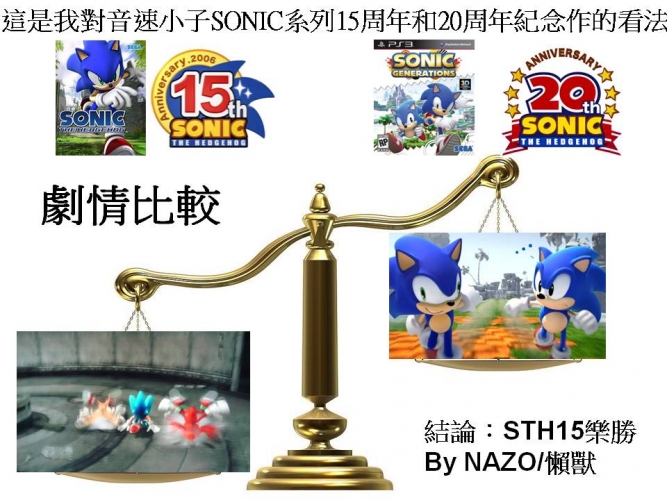 這是我對音速小子SONIC系列15周年和20周年紀念作的看法
SONIC
THE HEDGEHOG
Anniversary.2006
15th
SONIC
THE HEDGEHOG
PS3
SONIC
GENERATIONS
3D
RP
SEGA
ANNIVERSARY
20th
SONIC
THE HEDGEHOG
劇情比較
結論：STH15樂勝
By NAZO/懶獸